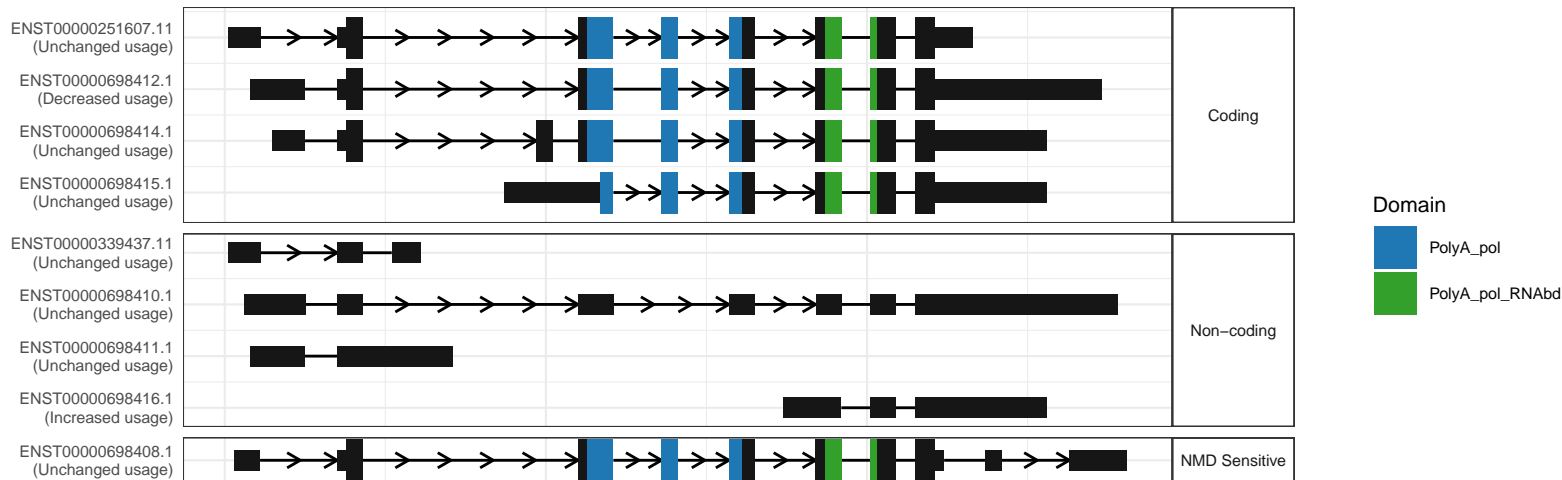 ENST00000251607.11
(Unchanged usage)
ENST00000698412.1
(Decreased usage)
ENST00000698414.1
(Unchanged usage)
ENST00000698415.1
(Unchanged usage)
Coding
ENST00000339437.11
(Unchanged usage)
ENST00000698410.1
(Unchanged usage)
ENST00000698411.1
(Unchanged usage)
ENST00000698416.1
(Increased usage)
Non−coding
ENST00000698408.1
(Unchanged usage)
NMD Sensitive
Domain
PolyA_pol
PolyA_pol_RNAbd